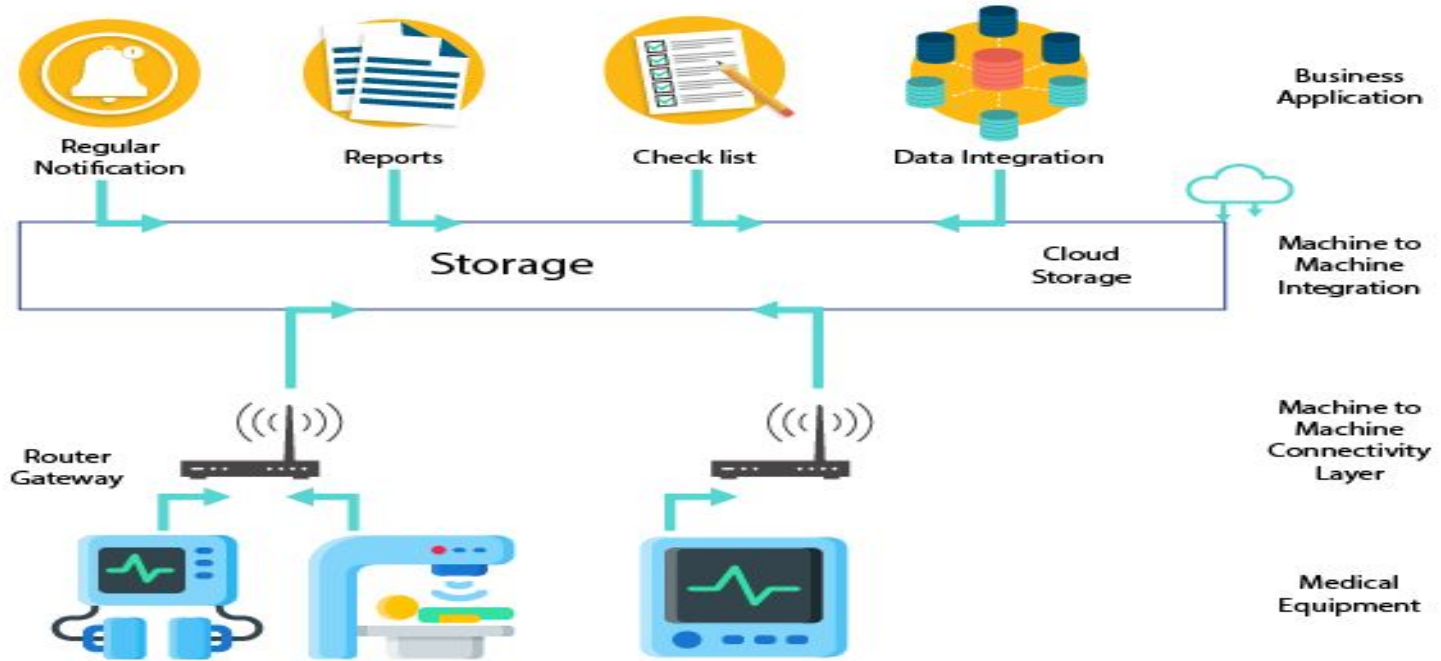 Regular
Notification
Reports
Check list
Data Integration
Business
Application
Storage
Cloud
Storage
Machine to
Machine
Integration
Router
Gateway
Machine to
Machine
Connectivity
Layer
Medical
Equipment